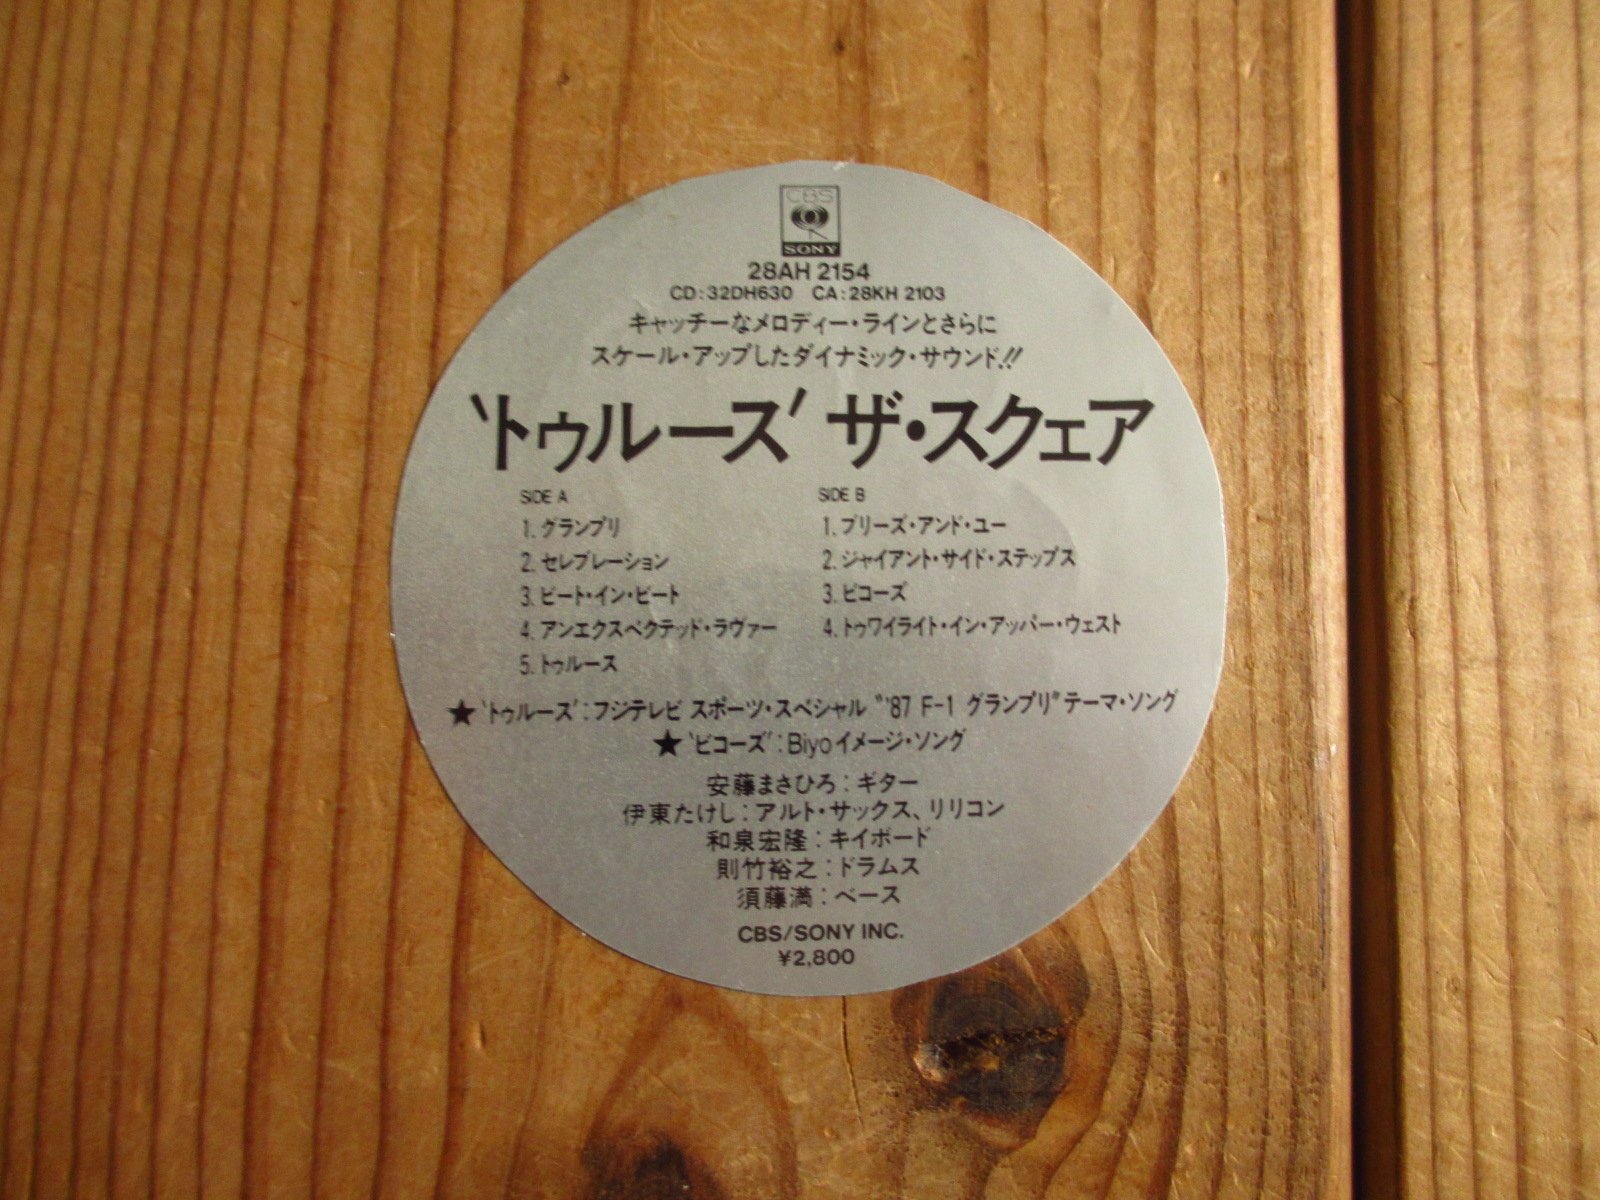 CBS
SONY
28AH 2154
CD:32DH630 CA:28KH 2103
キャッチーなメロディー・ラインとさらに
スケール・アップしたダイナミック・サウンド!!
‵トゥルース′ ザ・スクェア
SIDE A
1. グランプリ
2. セレブレーション
3. ビート・イン・ビート
4. アンエクスペクテッド・ラヴァー
5. トゥルース
SIDE B
1. ブリーズ・アンド・ユー
2. ジャイアント・サイド・ステップス
3. ビコーズ
4. トゥワイライト・イン・アッパー・ウェスト
★‵トゥルース′:フジテレビ スポーツ・スペシャル "'87 F-1 グランプリ"テーマ・ソング
★‵ビコーズ′:Biyoイメージ・ソング
安藤まさひろ:ギター
伊東たけし:アルト・サックス、リリコン
和泉宏隆:キイボード
則竹裕之:ドラムス
須藤満:ベース
CBS/SONY INC.
¥2,800